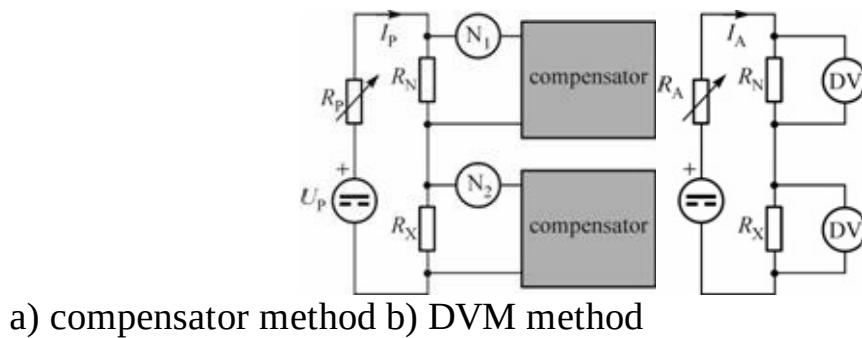 I_P
N_1
R_N
compensator
R_P
+
U_P
N_2
R_X
compensator
I_A
R_N
DV
R_A
+
R_X
DV
a) compensator method b) DVM method